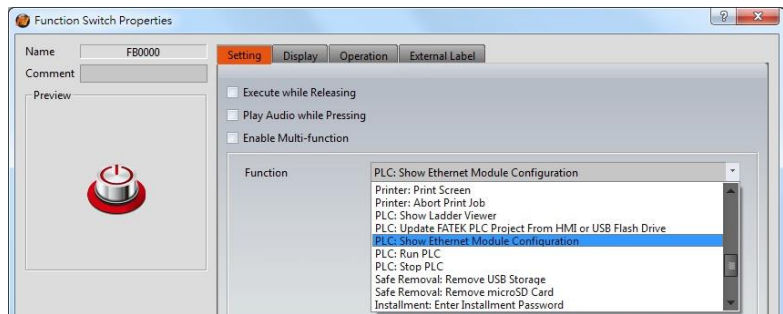 Function Switch Properties
Name FB0000
Comment
Preview
Setting Display Operation External Label
Execute while Releasing
Play Audio while Pressing
Enable Multi-function
Function PLC: Show Ethernet Module Configuration
Printer: Print Screen
Printer: Abort Print Job
PLC: Show Ladder Viewer
PLC: Update FATEK PLC Project From HMI or USB Flash Drive
PLC: Show Ethernet Module Configuration
PLC: Run PLC
PLC: Stop PLC
Safe Removal: Remove USB Storage
Safe Removal: Remove microSD Card
Installment: Enter Installment Password